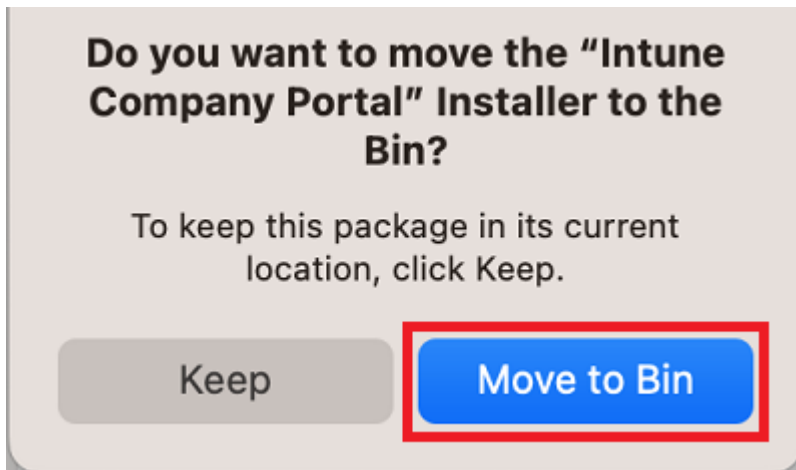 Do you want to move the “Intune
Company Portal” Installer to the
Bin?
To keep this package in its current
location, click Keep.
Keep
Move to Bin